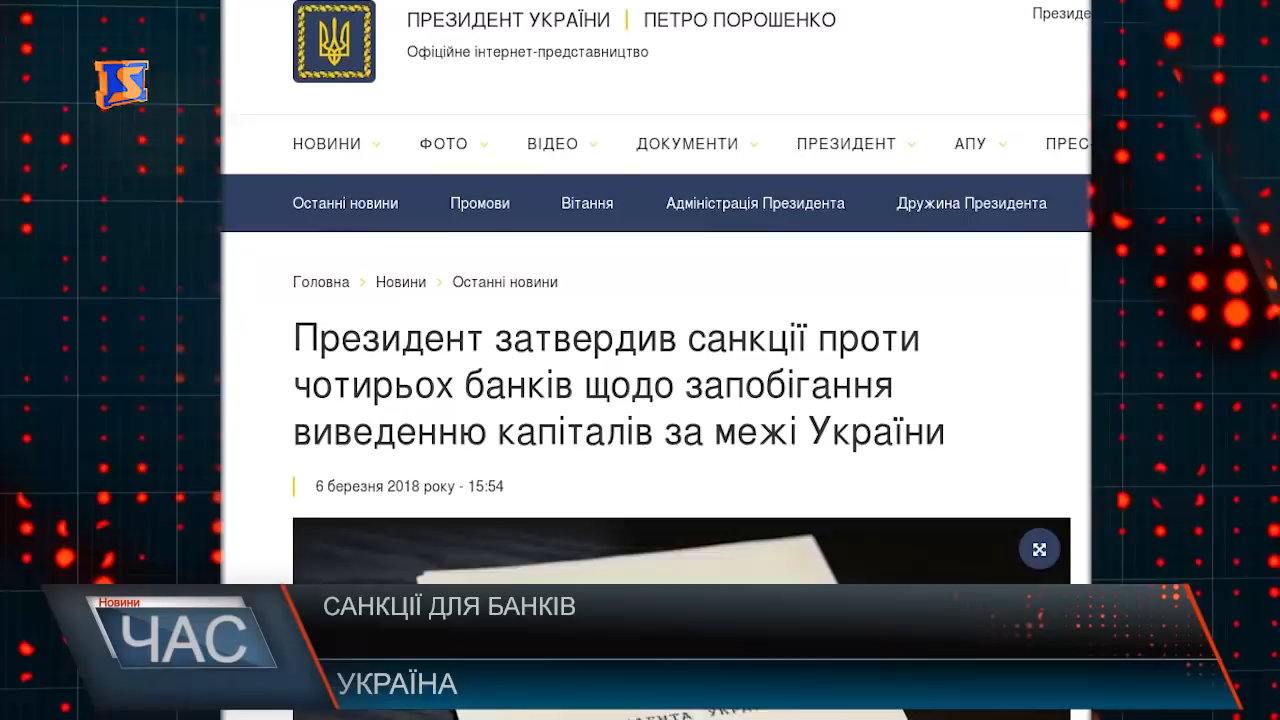 ПРЕЗИДЕНТ УКРАЇНИ | ПЕТРО ПОРОШЕНКО
Офіційне інтернет-представництво
НОВИНИ ФОТО ВІДЕО ДОКУМЕНТИ ПРЕЗИДЕНТ АПУ
Останні новини Промови Вітання Адміністрація Президента Дружина Президента
Головна > Новини > Останні новини
Президент затвердив санкції проти
чотирьох банків щодо запобігання
виведенню капіталів за межі України
6 березня 2018 року - 15:54
Новини
ЧАС
САНКЦІЇ ДЛЯ БАНКІВ
УКРАЇНА